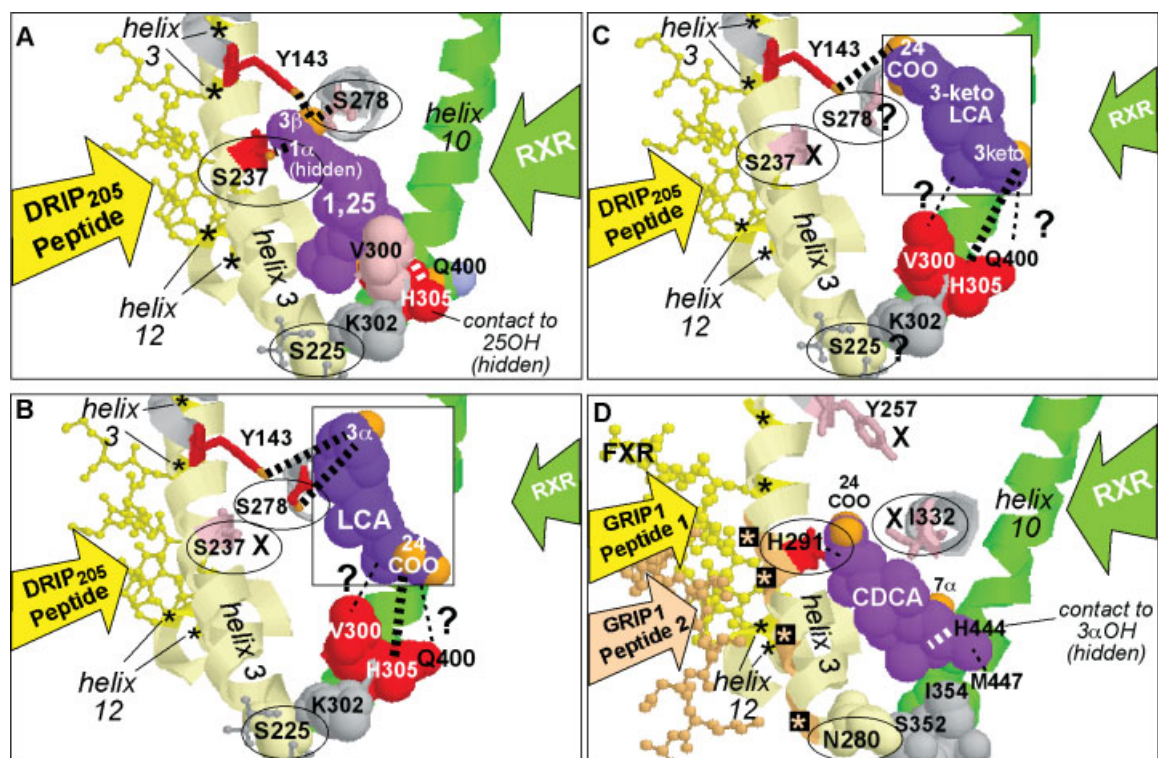 A
helix
3
*
*
Y143
S278
3β
1α
(hidden)
S237
helix
10
RXR
DRIP205
Peptide
1,25
helix 3
V300
Q400
H305
*
*
helix
12
K302
S225
contact to
25OH
(hidden)
B
helix
3
*
*
Y143
3α
S278
LCA
S237 X
24
COO
RXR
DRIP205
Peptide
?
?
V300
H305
Q400
*
*
helix 3
helix
12
K302
S225
C
helix
3
*
*
Y143
24
COO
3-keto
LCA
S278 ?
S237 X
3keto
RXR
DRIP205
Peptide
?
?
V300
Q400
H305
*
*
helix 3
helix
12
K302
S225 ?
D
Y257
X
FXR
*
*
24
COO
X I332
helix
10
RXR
GRIP1
Peptide 1
*
H291
*
CDCA
7α
H444
contact to
3αOH
(hidden)
GRIP1
Peptide 2
*
*
*
helix 3
helix
12
M447
I354
S352
*
N280